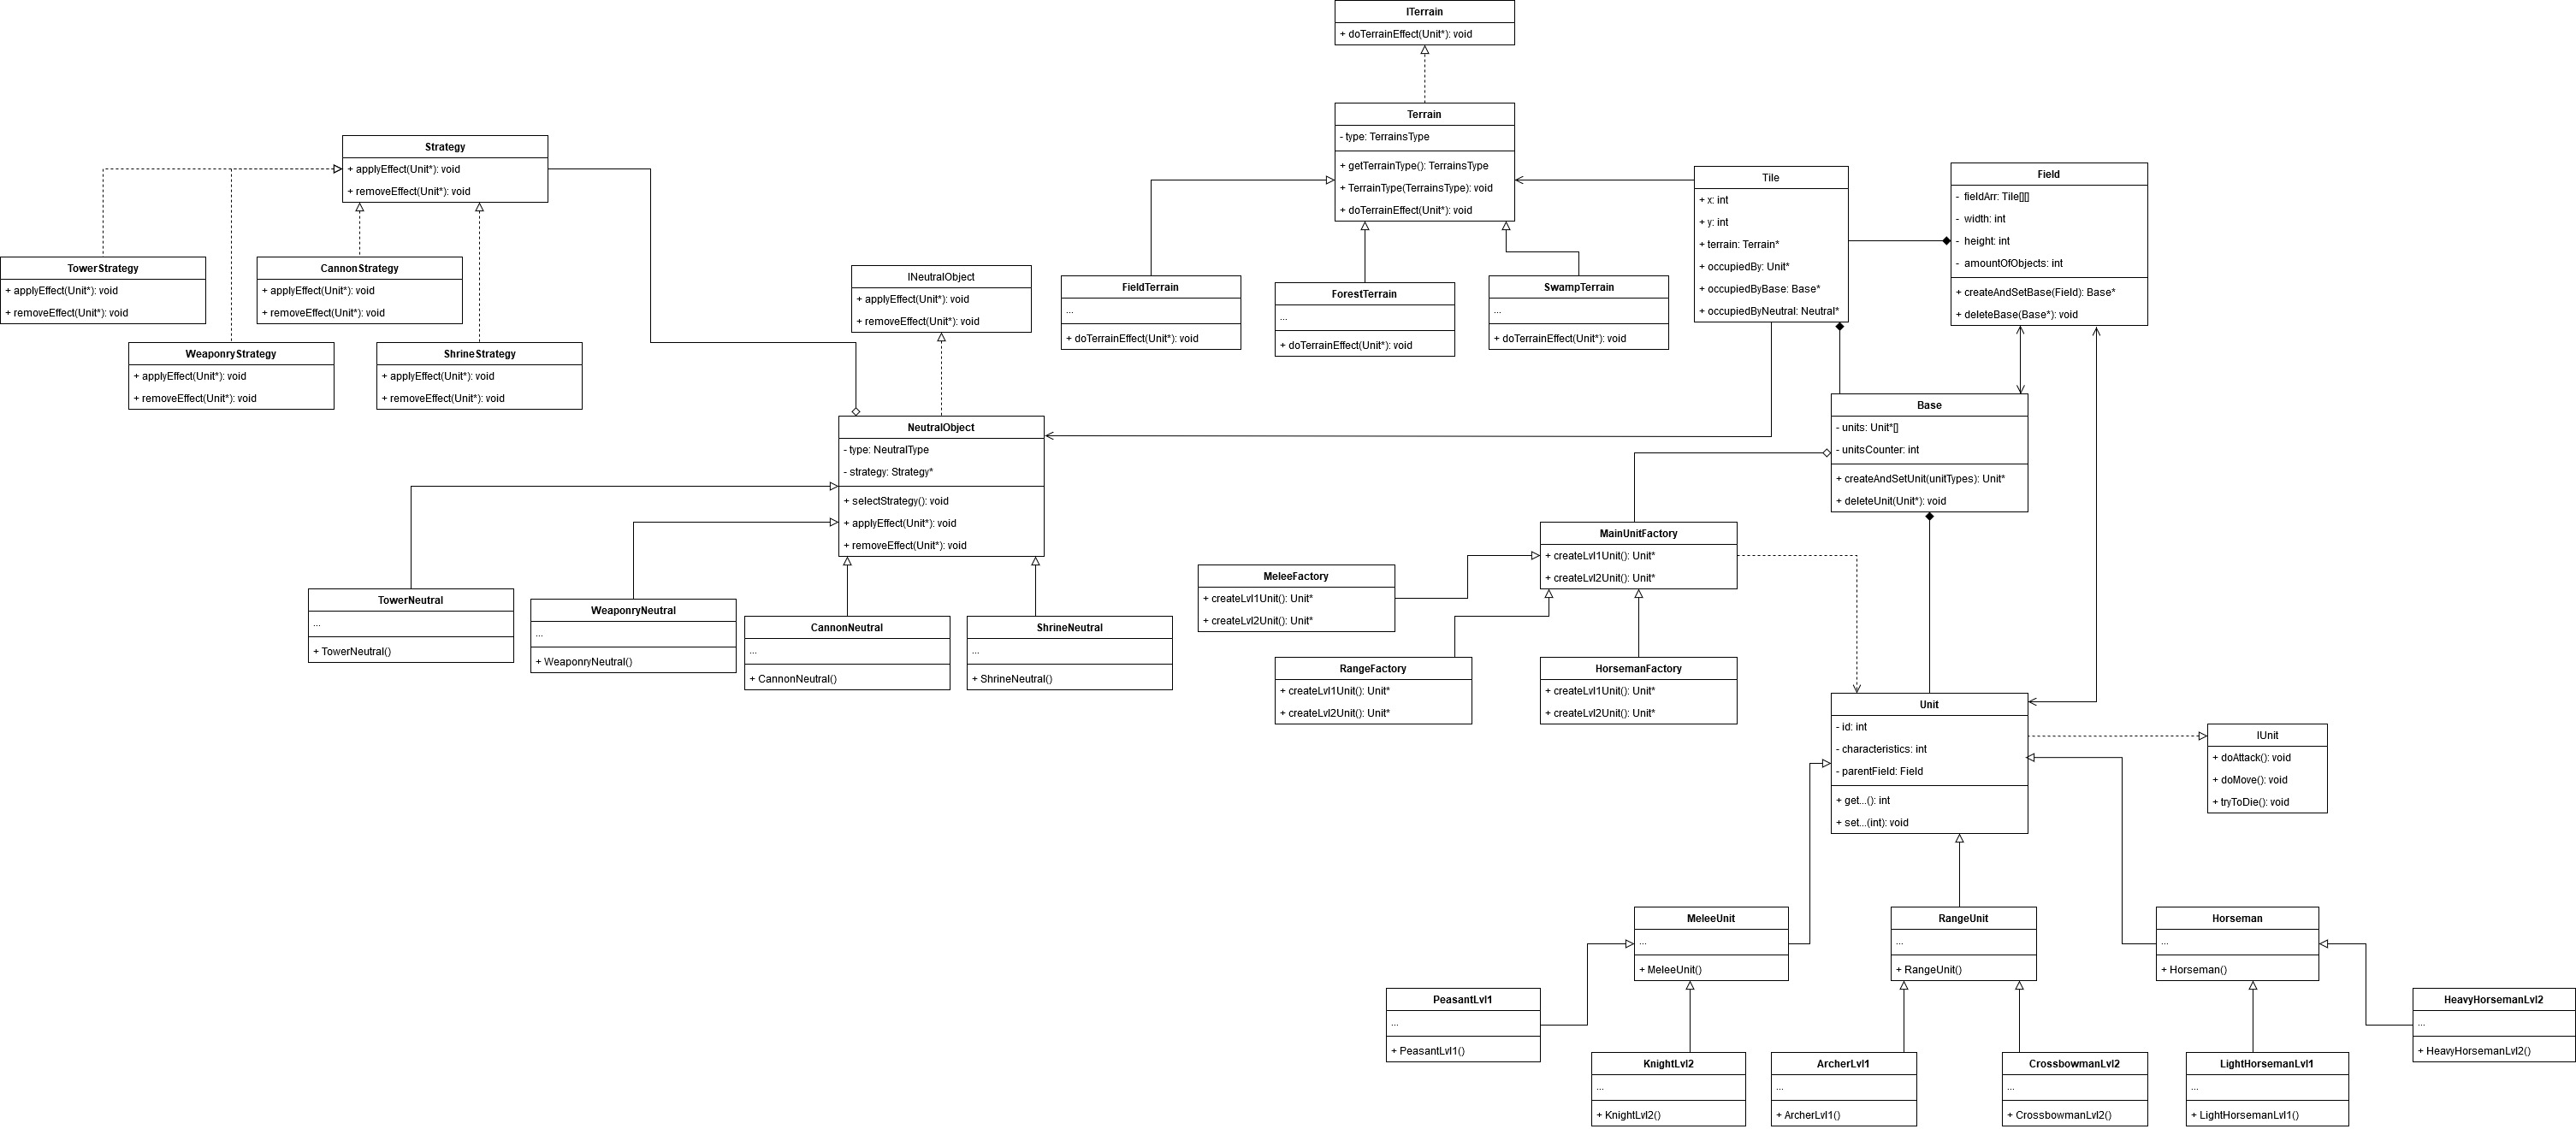 ITerrain
+ doTerrainEffect(Unit*): void
Terrain
- type: TerrainsType
+ getTerrainType(): TerrainsType
+ TerrainType(TerrainsType): void
+ doTerrainEffect(Unit*): void
Strategy
+ applyEffect(Unit*): void
+ removeEffect(Unit*): void
Tile
+ x: int
+ y: int
+ terrain: Terrain*
+ occupiedBy: Unit*
+ occupiedByBase: Base*
+ occupiedByNeutral: Neutral*
Field
- fieldArr: Tile[][]
- width: int
- height: int
- amountOfObjects: int
+ createAndSetBase(Field): Base*
+ deleteBase(Base*): void
TowerStrategy
+ applyEffect(Unit*): void
+ removeEffect(Unit*): void
CannonStrategy
+ applyEffect(Unit*): void
+ removeEffect(Unit*): void
INeutralObject
+ applyEffect(Unit*): void
+ removeEffect(Unit*): void
FieldTerrain
...
+ doTerrainEffect(Unit*): void
ForestTerrain
...
+ doTerrainEffect(Unit*): void
SwampTerrain
...
+ doTerrainEffect(Unit*): void
WeaponryStrategy
+ applyEffect(Unit*): void
+ removeEffect(Unit*): void
ShrineStrategy
+ applyEffect(Unit*): void
+ removeEffect(Unit*): void
NeutralObject
- type: NeutralType
- strategy: Strategy*
+ selectStrategy(): void
+ applyEffect(Unit*): void
+ removeEffect(Unit*): void
Base
- units: Unit*[]
- unitsCounter: int
+ createAndSetUnit(unitTypes): Unit*
+ deleteUnit(Unit*): void
MainUnitFactory
+ createLvl1Unit(): Unit*
+ createLvl2Unit(): Unit*
MeleeFactory
+ createLvl1Unit(): Unit*
+ createLvl2Unit(): Unit*
TowerNeutral
...
+ TowerNeutral()
WeaponryNeutral
...
+ WeaponryNeutral()
CannonNeutral
...
+ CannonNeutral()
ShrineNeutral
...
+ ShrineNeutral()
RangeFactory
+ createLvl1Unit(): Unit*
+ createLvl2Unit(): Unit*
HorsemanFactory
+ createLvl1Unit(): Unit*
+ createLvl2Unit(): Unit*
Unit
- id: int
- characteristics: int
- parentField: Field
+ get...(): int
+ set...(int): void
IUnit
+ doAttack(): void
+ doMove(): void
+ tryToDie(): void
MeleeUnit
...
+ MeleeUnit()
RangeUnit
...
+ RangeUnit()
Horseman
...
+ Horseman()
PeasantLvl1
...
+ PeasantLvl1()
HeavyHorsemanLvl2
...
+ HeavyHorsemanLvl2()
KnightLvl2
...
+ KnightLvl2()
ArcherLvl1
...
+ ArcherLvl1()
CrossbowmanLvl2
...
+ CrossbowmanLvl2()
LightHorsemanLvl1
...
+ LightHorsemanLvl1()